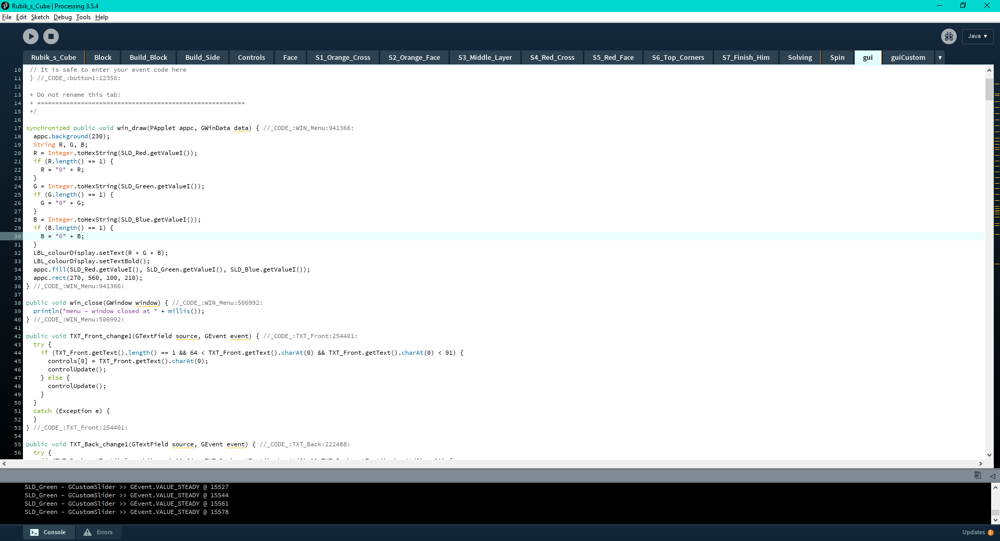 Rubik_s_Cube | Processing 3.5.4
File Edit Sketch Debug Tools Help
Java ▼
Rubik_s_Cube Block Build_Block Build_Side Controls Face S1_Orange_Cross S2_Orange_Face S3_Middle_Layer S4_Red_Cross S5_Red_Face S6_Top_Corners S7_Finish_Him Solving Spin gui guiCustom ▼
10 // It is safe to enter your event code here
11 } //_CODE_:button1:12356:
12
13 * Do not rename this tab!
14 * =========================================================
15 */
16
17 synchronized public void win_draw(PApplet appc, GWinData data) { //_CODE_:WIN_Menu:941366:
18 appc.background(230);
19 String R, G, B;
20 R = Integer.toHexString(SLD_Red.getValueI());
21 if (R.length() == 1) {
22 R = "0" + R;
23 }
24 G = Integer.toHexString(SLD_Green.getValueI());
25 if (G.length() == 1) {
26 G = "0" + G;
27 }
28 B = Integer.toHexString(SLD_Blue.getValueI());
29 if (B.length() == 1) {
30 B = "0" + B;
31 }
32 LBL_colourDisplay.setText(R + G + B);
33 LBL_colourDisplay.setTextBold();
34 appc.fill(SLD_Red.getValueI(), SLD_Green.getValueI(), SLD_Blue.getValueI());
35 appc.rect(270, 560, 100, 210);
36 } //_CODE_:WIN_Menu:941366:
37
38 public void win_close(GWindow window) { //_CODE_:WIN_Menu:506992:
39 println("menu - window closed at " + millis());
40 } //_CODE_:WIN_Menu:506992:
41
42 public void TXT_Front_change1(GTextField source, GEvent event) { //_CODE_:TXT_Front:254401:
43 try {
44 if (TXT_Front.getText().length() == 1 && 64 < TXT_Front.getText().charAt(0) && TXT_Front.getText().charAt(0) < 91) {
45 controls[0] = TXT_Front.getText().charAt(0);
46 controlUpdate();
47 } else {
48 controlUpdate();
49 }
50 }
51 catch (Exception e) {
52 }
53 } //_CODE_:TXT_Front:254401:
54
55 public void TXT_Back_change1(GTextField source, GEvent event) { //_CODE_:TXT_Back:222488:
56 try {
SLD_Green - GCustomSlider >> GEvent.VALUE_STEADY @ 15527
SLD_Green - GCustomSlider >> GEvent.VALUE_STEADY @ 15544
SLD_Green - GCustomSlider >> GEvent.VALUE_STEADY @ 15561
SLD_Green - GCustomSlider >> GEvent.VALUE_STEADY @ 15578
Console Errors Updates 1